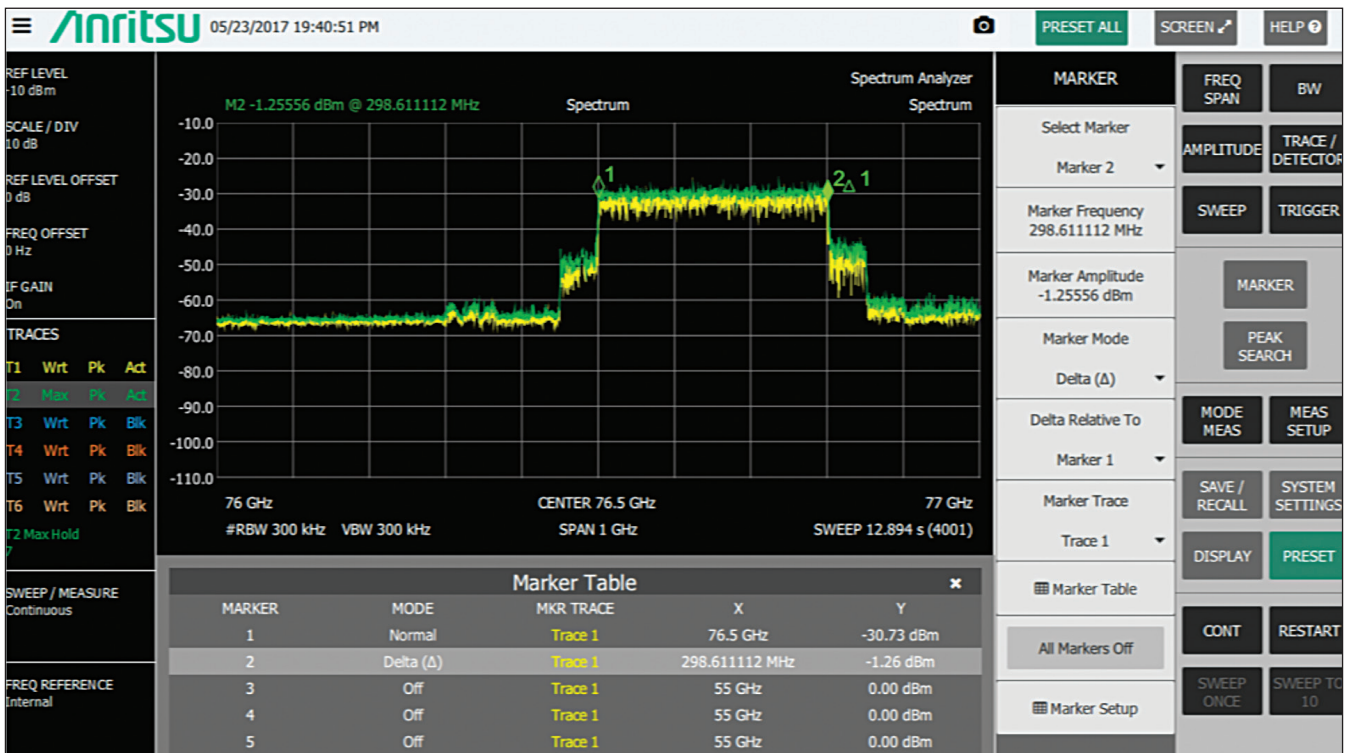 Anritsu 05/23/2017 19:40:51 PM
PRESET ALL
SCREEN
HELP
REF LEVEL
-10 dBm
SCALE / DIV
10 dB
REF LEVEL OFFSET
0 dB
FREQ OFFSET
0 Hz
IF GAIN
On
TRACES
T1 Wrt Pk Act
T2 Max Pk Act
T3 Wrt Pk Blk
T4 Wrt Pk Blk
T5 Wrt Pk Blk
T6 Wrt Pk Blk
T2 Max Hold
7
SWEEP / MEASURE
Continuous
FREQ REFERENCE
Internal
Spectrum Analyzer
M2 -1.25556 dBm @ 298.611112 MHz Spectrum Spectrum
-10.0
-20.0
-30.0
-40.0
-50.0
-60.0
-70.0
-80.0
-90.0
-100.0
-110.0
1
2Δ 1
76 GHz CENTER 76.5 GHz 77 GHz
#RBW 300 kHz VBW 300 kHz SPAN 1 GHz SWEEP 12.894 s (4001)
Marker Table
MARKER MODE MKR TRACE X Y
1 Normal Trace 1 76.5 GHz -30.73 dBm
2 Delta (Δ) Trace 1 298.611112 MHz -1.26 dBm
3 Off Trace 1 55 GHz 0.00 dBm
4 Off Trace 1 55 GHz 0.00 dBm
5 Off Trace 1 55 GHz 0.00 dBm
MARKER
Select Marker
Marker 2
Marker Frequency
298.611112 MHz
Marker Amplitude
-1.25556 dBm
Marker Mode
Delta (Δ)
Delta Relative To
Marker 1
Marker Trace
Trace 1
Marker Table
All Markers Off
Marker Setup
FREQ
SPAN
BW
AMPLITUDE
TRACE /
DETECTOR
SWEEP
TRIGGER
MARKER
PEAK
SEARCH
MODE
MEAS
MEAS
SETUP
SAVE /
RECALL
SYSTEM
SETTINGS
DISPLAY
PRESET
CONT
RESTART
SWEEP
ONCE
SWEEP TO
10